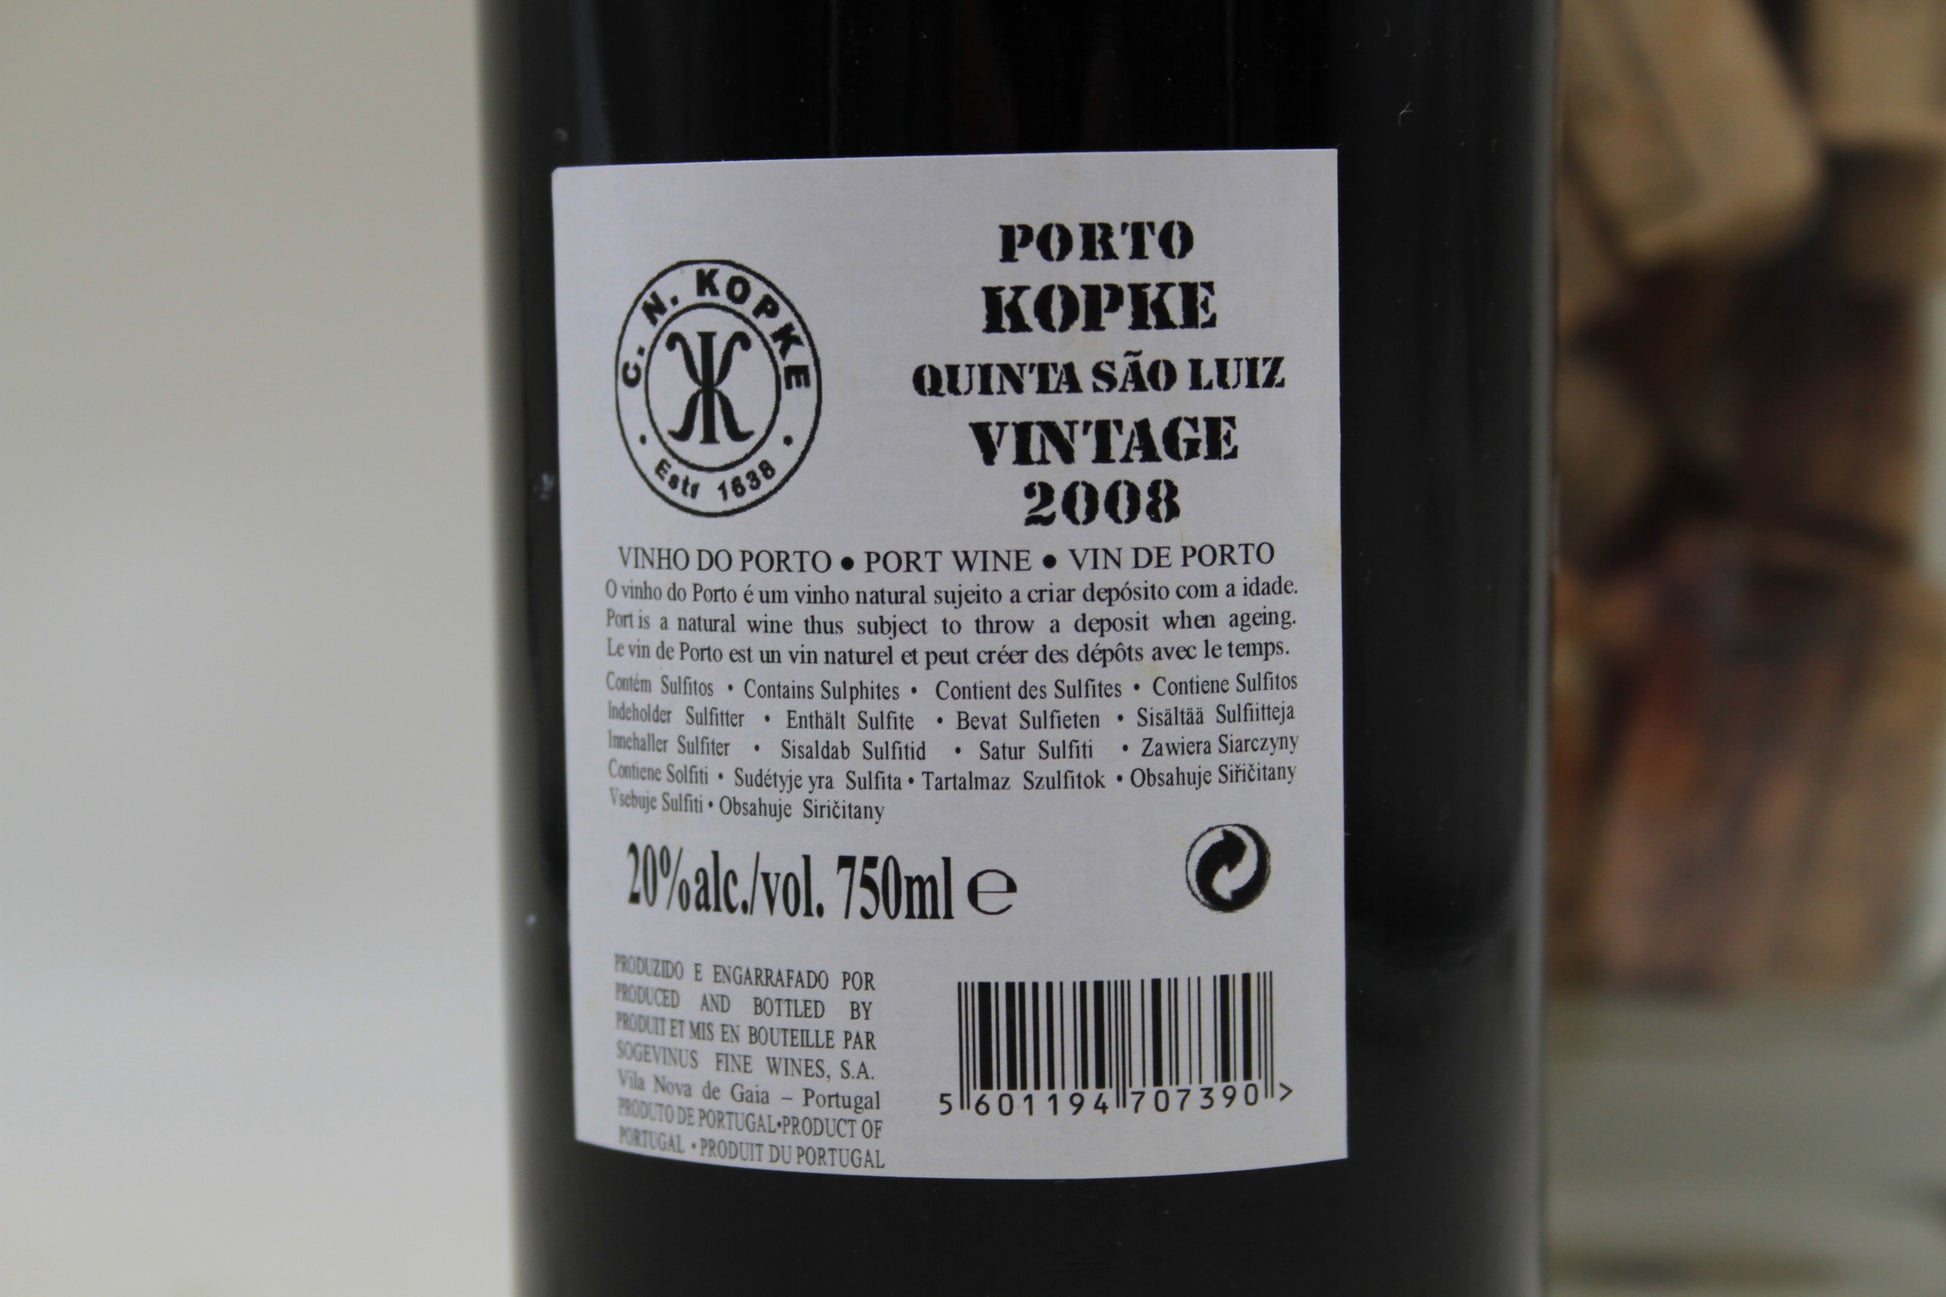 C. N. KOPKE
Estd 1638
PORTO
KOPKE
QUINTA SÃO LUIZ
VINTAGE
2008
VINHO DO PORTO ● PORT WINE ● VIN DE PORTO
O vinho do Porto é um vinho natural sujeito a criar depósito com a idade.
Port is a natural wine thus subject to throw a deposit when ageing.
Le vin de Porto est un vin naturel et peut créer des dépôts avec le temps.
Contém Sulfitos • Contains Sulphites • Contient des Sulfites • Contiene Sulfitos
Indeholder Sulfitter • Enthält Sulfite • Bevat Sulfieten • Sisältää Sulfiitteja
Innehaller Sulfiter • Sisaldab Sulfitid • Satur Sulfiti • Zawiera Siarczyny
Contiene Solfiti • Sudétyje yra Sulfita • Tartalmaz Szulfitok • Obsahuje Siřičitany
Vsebuje Sulfiti • Obsahuje Siričitany
20%alc./vol. 750ml ℮
PRODUZIDO E ENGARRAFADO POR
PRODUCED AND BOTTLED BY
PRODUIT ET MIS EN BOUTEILLE PAR
SOGEVINUS FINE WINES, S.A.
Vila Nova de Gaia – Portugal
PRODUTO DE PORTUGAL•PRODUCT OF
PORTUGAL • PRODUIT DU PORTUGAL
5 601194 707390 >